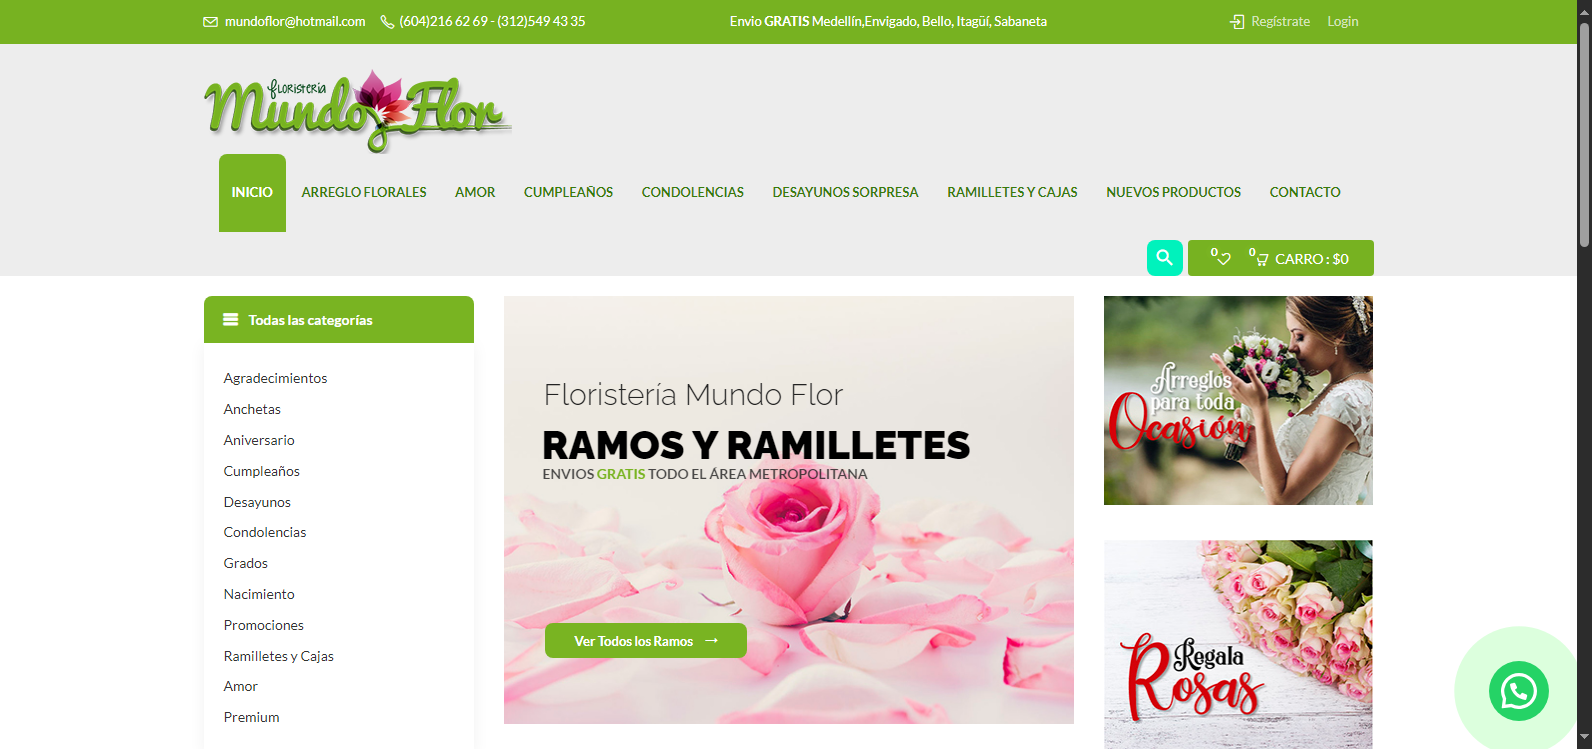 mundoflor@hotmail.com (604)216 62 69 - (312)549 43 35 Envio GRATIS Medellín,Envigado, Bello, Itagüí, Sabaneta Regístrate Login
FLORISTERÍA
Mundo Flor
INICIO ARREGLO FLORALES AMOR CUMPLEAÑOS CONDOLENCIAS DESAYUNOS SORPRESA RAMILLETES Y CAJAS NUEVOS PRODUCTOS CONTACTO
0 0 CARRO : $0
Todas las categorías
Agradecimientos
Anchetas
Aniversario
Cumpleaños
Desayunos
Condolencias
Grados
Nacimiento
Promociones
Ramilletes y Cajas
Amor
Premium
Floristería Mundo Flor
RAMOS Y RAMILLETES
ENVIOS GRATIS TODO EL ÁREA METROPOLITANA
Ver Todos los Ramos →
Arreglos
para toda
Ocasión
Regala
Rosas